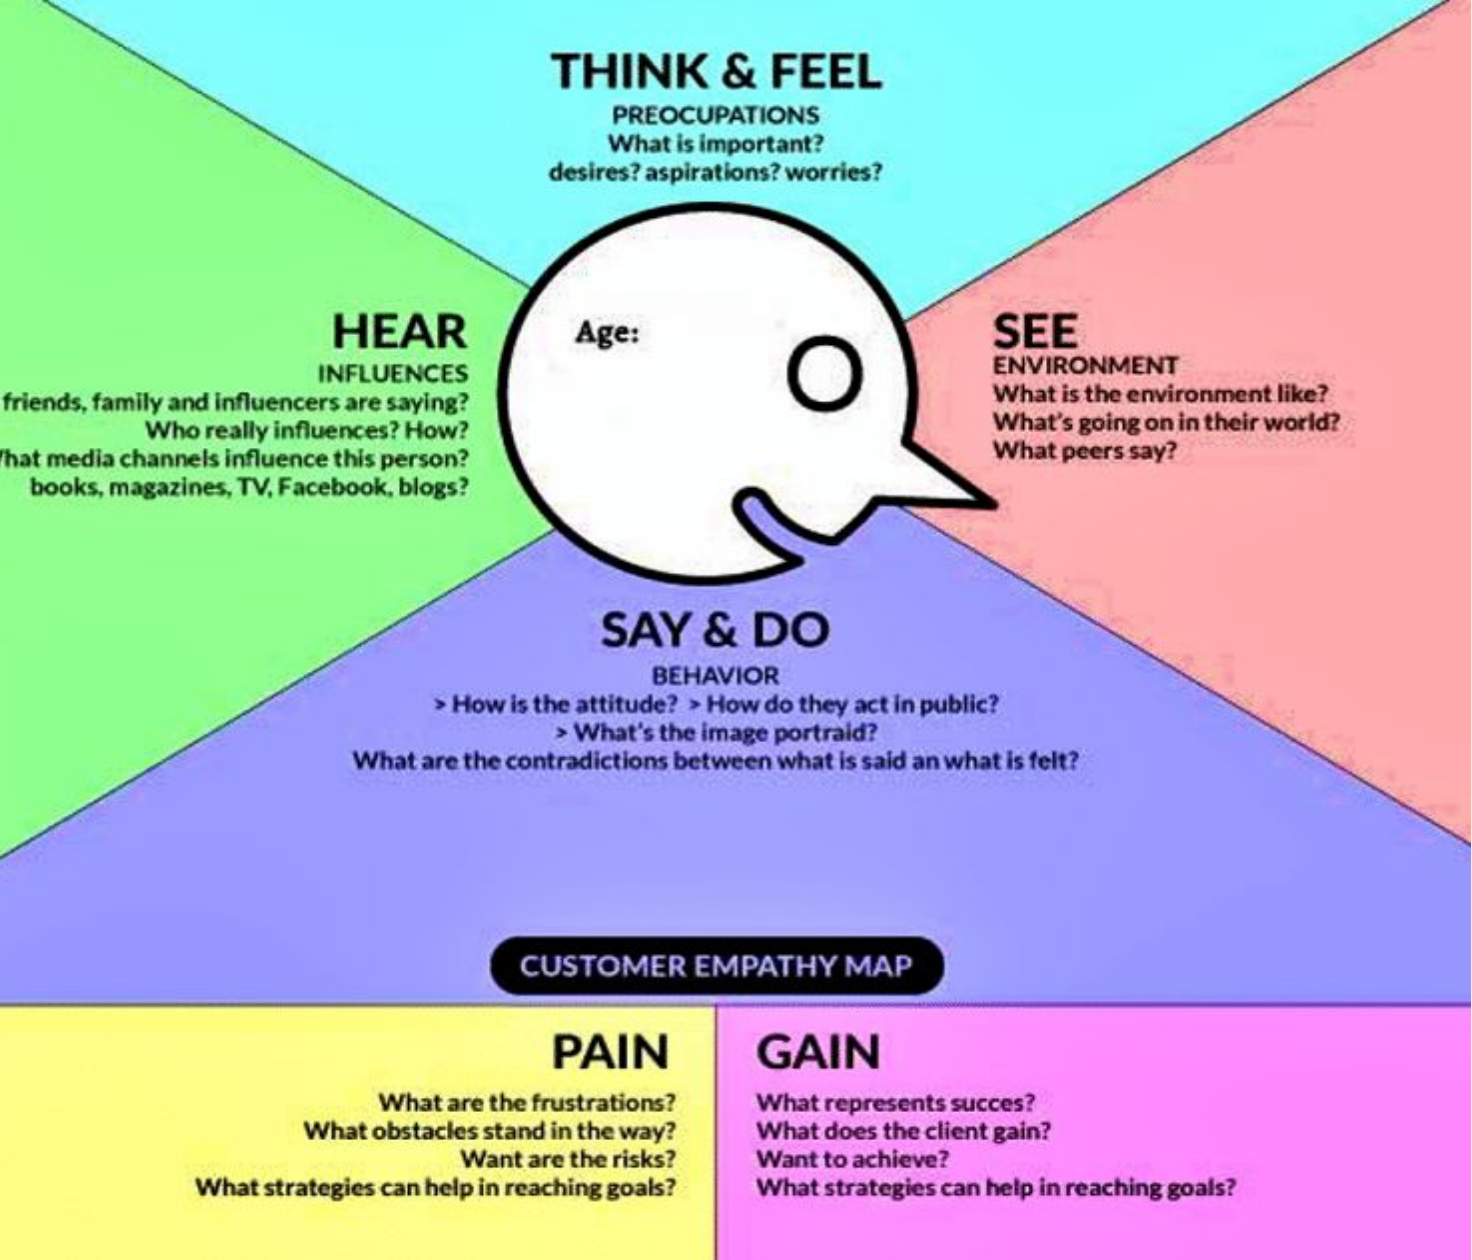 THINK & FEEL
PREOCUPATIONS
What is important?
desires? aspirations? worries?
Age:
HEAR
INFLUENCES
friends, family and influencers are saying?
Who really influences? How?
hat media channels influence this person?
books, magazines, TV, Facebook, blogs?
SEE
ENVIRONMENT
What is the environment like?
What's going on in their world?
What peers say?
SAY & DO
BEHAVIOR
> How is the attitude? > How do they act in public?
> What's the image portraid?
What are the contradictions between what is said an what is felt?
CUSTOMER EMPATHY MAP
PAIN
What are the frustrations?
What obstacles stand in the way?
Want are the risks?
What strategies can help in reaching goals?
GAIN
What represents succes?
What does the client gain?
Want to achieve?
What strategies can help in reaching goals?